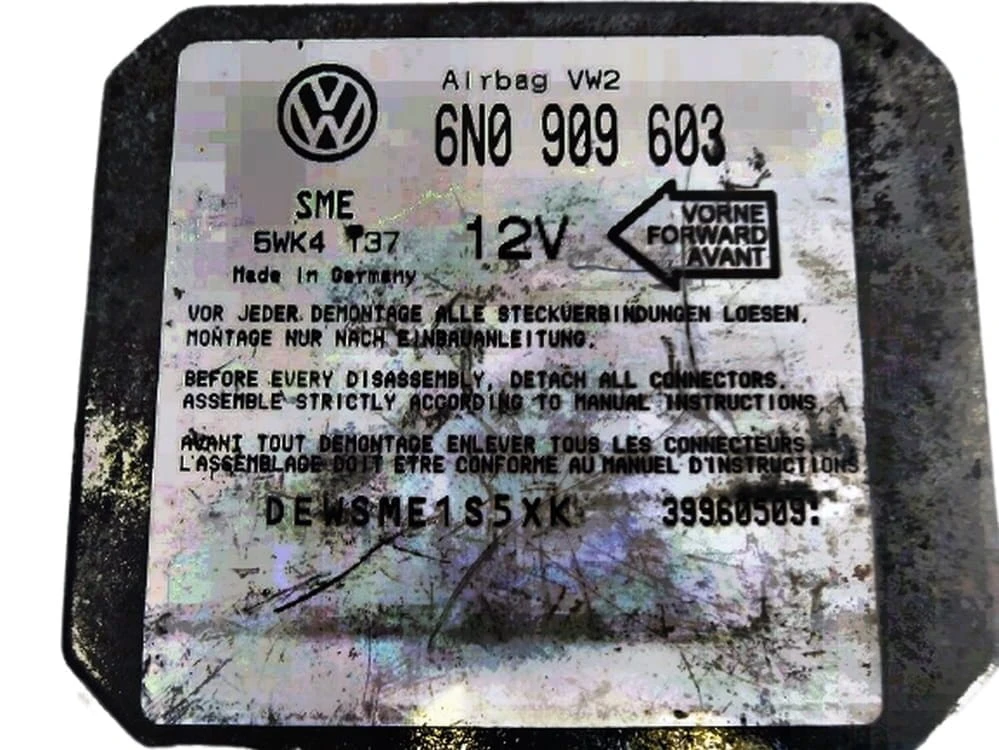 Airbag VW2
6N0 909 603
SME
5WK4 137
12V
VORNE
FORWARD
AVANT
Made in Germany
VOR JEDER DEMONTAGE ALLE STECKVERBINDUNGEN LOESEN.
MONTAGE NUR NACH EINBAUANLEITUNG.
BEFORE EVERY DISASSEMBLY, DETACH ALL CONNECTORS.
ASSEMBLE STRICTLY ACCORDING TO MANUAL INSTRUCTIONS
AVANT TOUT DEMONTAGE ENLEVER TOUS LES CONNECTEURS
L'ASSEMBLAGE DOIT ETRE CONFORME AU MANUEL D'INSTRUCTIONS
DEWSME1S5XK